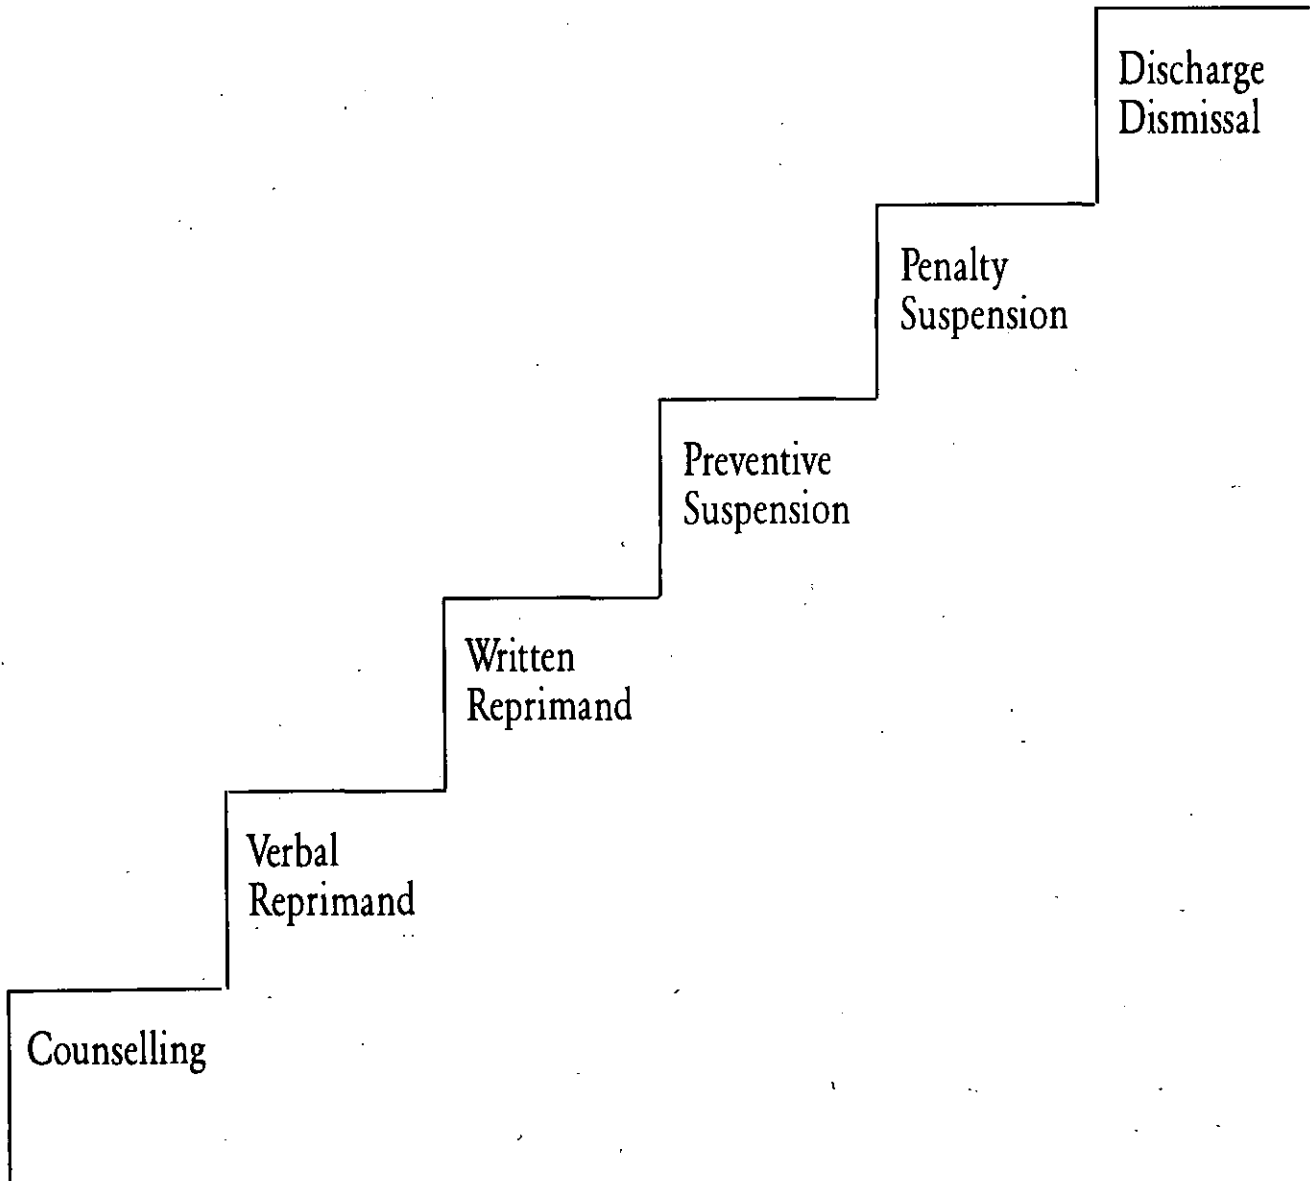 Discharge
Dismissal
Penalty
Suspension
Preventive
Suspension
Written
Reprimand
Verbal
Reprimand
Counselling